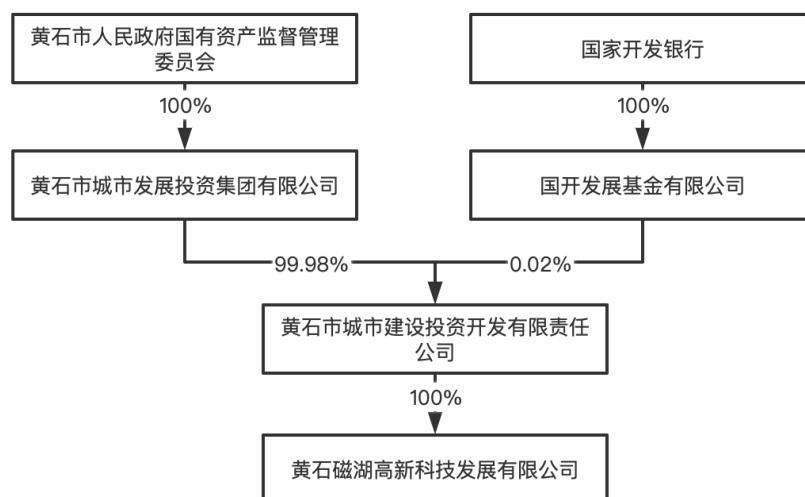 黄石市人民政府国有资产监督管理
委员会
国家开发银行
100%
100%
黄石市城市发展投资集团有限公司
国开发展基金有限公司
99.98%
0.02%
黄石市城市建设投资开发有限责任
公司
100%
黄石磁湖高新科技发展有限公司